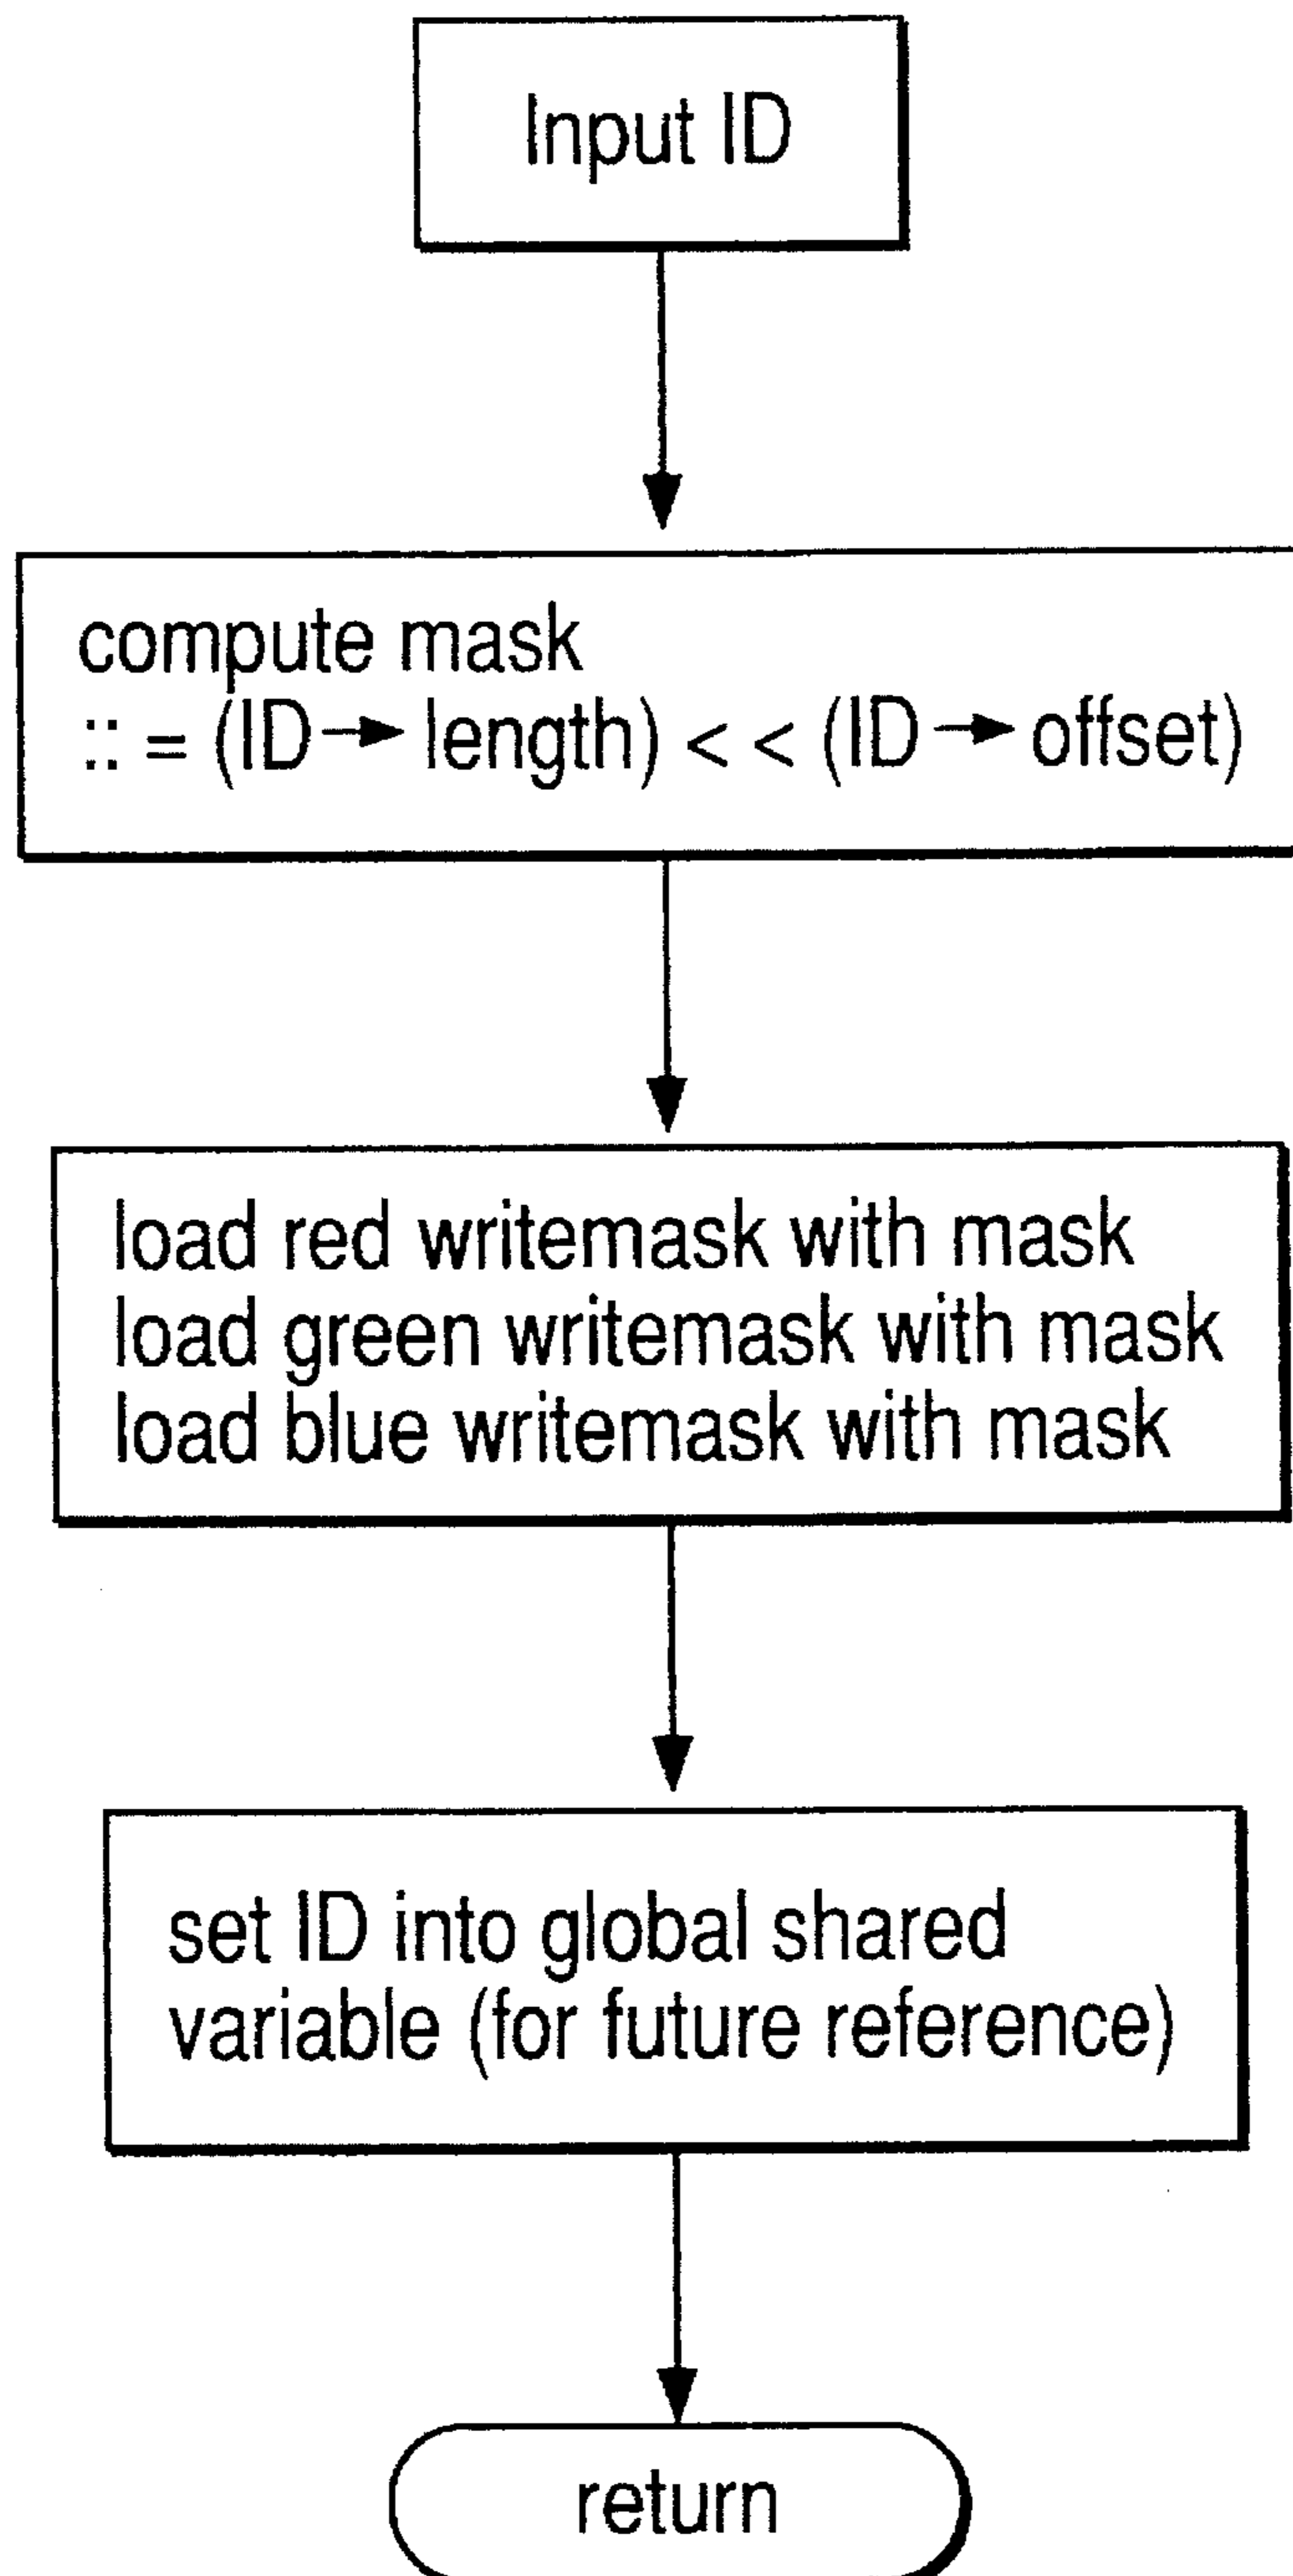 Input ID
compute mask
:: = (ID→ length) < < (ID → offset)
load red writemask with mask
load green writemask with mask
load blue writemask with mask
set ID into global shared
variable (for future reference)
return